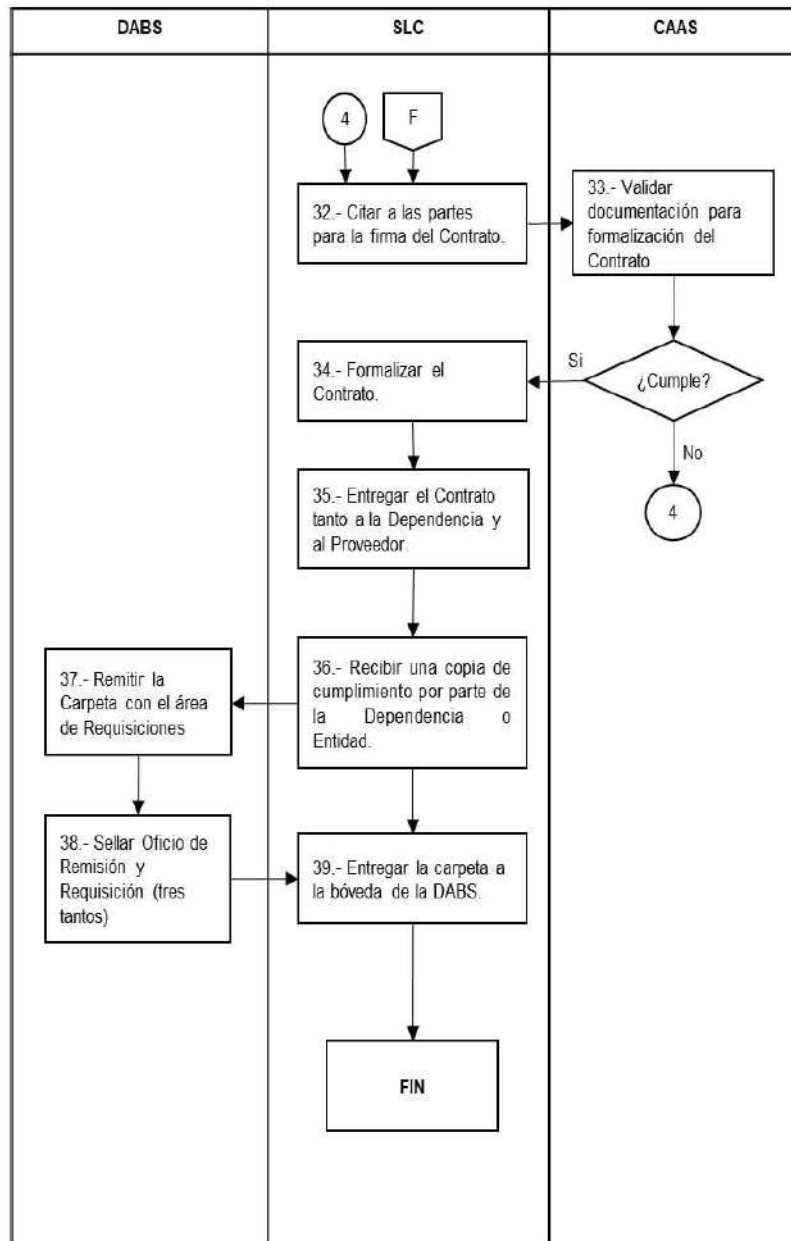 DABS
SLC
CAAS
4
F
32.- Citar a las partes
para la firma del Contrato.
33.- Validar
documentación para
formalización del
Contrato
34.- Formalizar el
Contrato.
Si
¿Cumple?
No
4
35.- Entregar el Contrato
tanto a la Dependencia y
al Proveedor.
36.- Recibir una copia de
cumplimiento por parte de
la Dependencia o
Entidad.
37.- Remitir la
Carpeta con el área
de Requisiciones
38.- Sellar Oficio de
Remisión y
Requisición (tres
tantos)
39.- Entregar la carpeta a
la bóveda de la DABS.
FIN